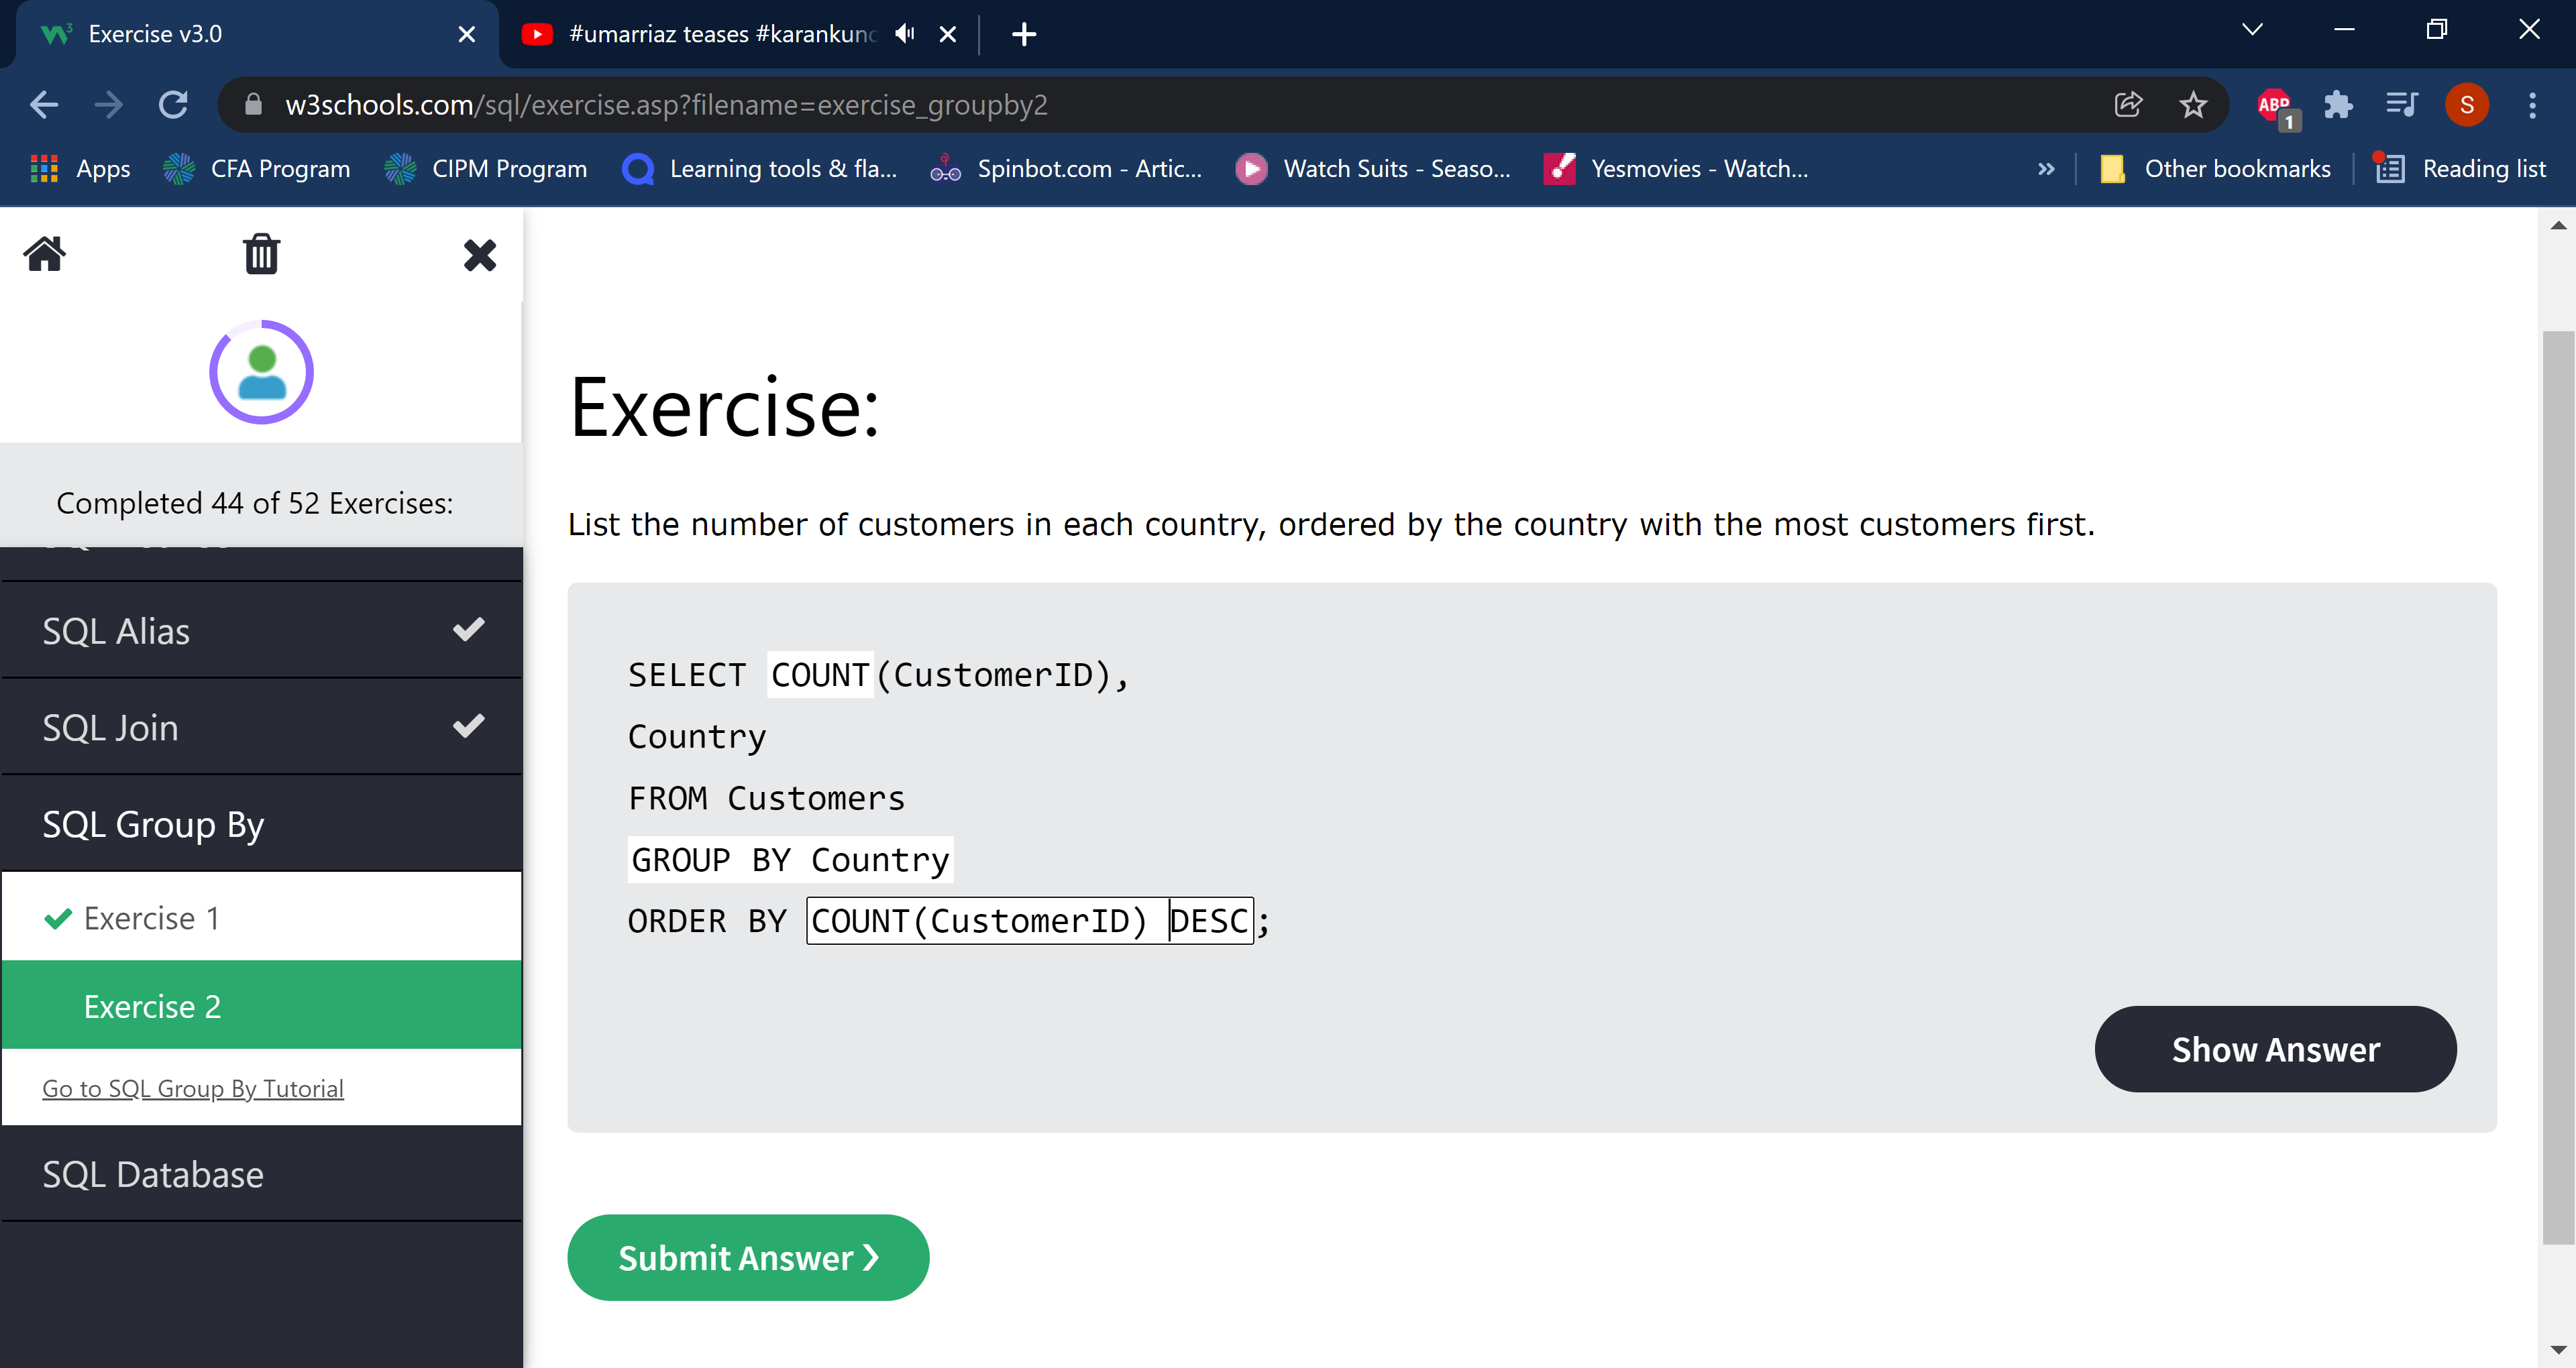 Exercise v3.0
#umarriaz teases #karankun
w3schools.com/sql/exercise.asp?filename=exercise_groupby2
ABP
1
S
Apps
CFA Program
CIPM Program
Learning tools & fla...
Spinbot.com - Artic...
Watch Suits - Seaso...
Yesmovies - Watch...
»
Other bookmarks
Reading list
Completed 44 of 52 Exercises:
SQL Alias
SQL Join
SQL Group By
Exercise 1
Exercise 2
Go to SQL Group By Tutorial
SQL Database
Exercise:
List the number of customers in each country, ordered by the country with the most customers first.
SELECT COUNT(CustomerID),
Country
FROM Customers
GROUP BY Country
ORDER BY COUNT(CustomerID) DESC;
Show Answer
Submit Answer ❯